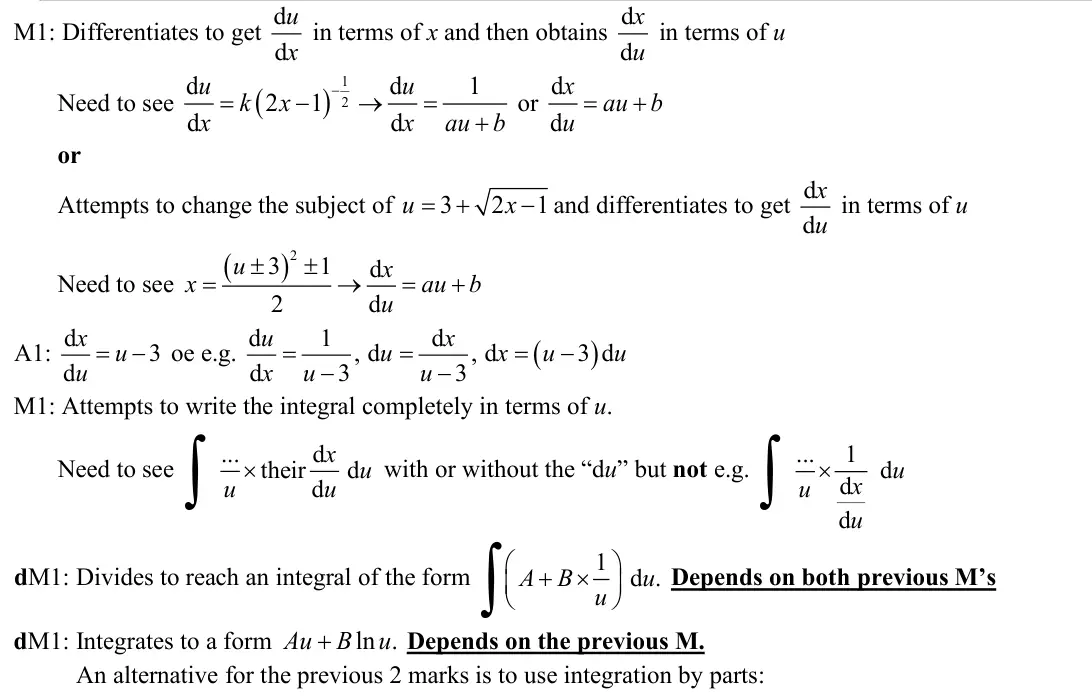 M1: Differentiates to get du/dx in terms of x and then obtains dx/du in terms of u
Need to see du/dx = k(2x−1)^(−1/2) → du/dx = 1/(au+b) or dx/du = au+b
or
Attempts to change the subject of u = 3+√(2x−1) and differentiates to get dx/du in terms of u
Need to see x = ((u±3)²±1)/2 → dx/du = au+b
A1: dx/du = u−3 oe e.g. du/dx = 1/(u−3), du = dx/(u−3), dx = (u−3)du
M1: Attempts to write the integral completely in terms of u.
Need to see ∫ .../u × their dx/du du with or without the “du” but not e.g. ∫ .../u × 1/(dx/du) du
dM1: Divides to reach an integral of the form ∫(A+B×1/u) du. Depends on both previous M’s
dM1: Integrates to a form Au+B ln u. Depends on the previous M.
An alternative for the previous 2 marks is to use integration by parts: